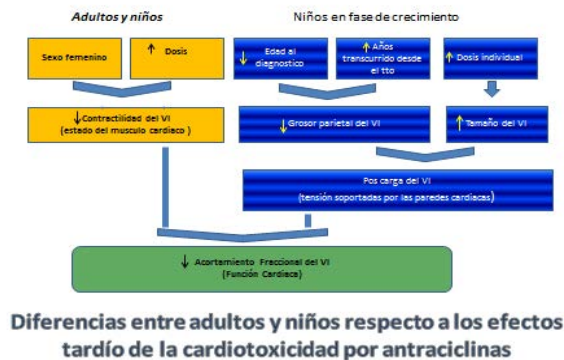 Adultos y niños
Niños en fase de crecimiento
Sexo femenino
↑ Dosis
↓ Edad al
diagnostico
↑ Años
transcurrido desde
el tto
↑ Dosis individual
↓Contractilidad del VI
(estado del musculo cardiaco )
↓ Grosor parietal del VI
↑ Tamaño del VI
Pos carga del VI
(tensión soportadas por las paredes cardiacas)
↓ Acortamiento Fraccional del VI
(Función Cardiaca)
Diferencias entre adultos y niños respecto a los efectos
tardío de la cardiotoxicidad por antraciclinas